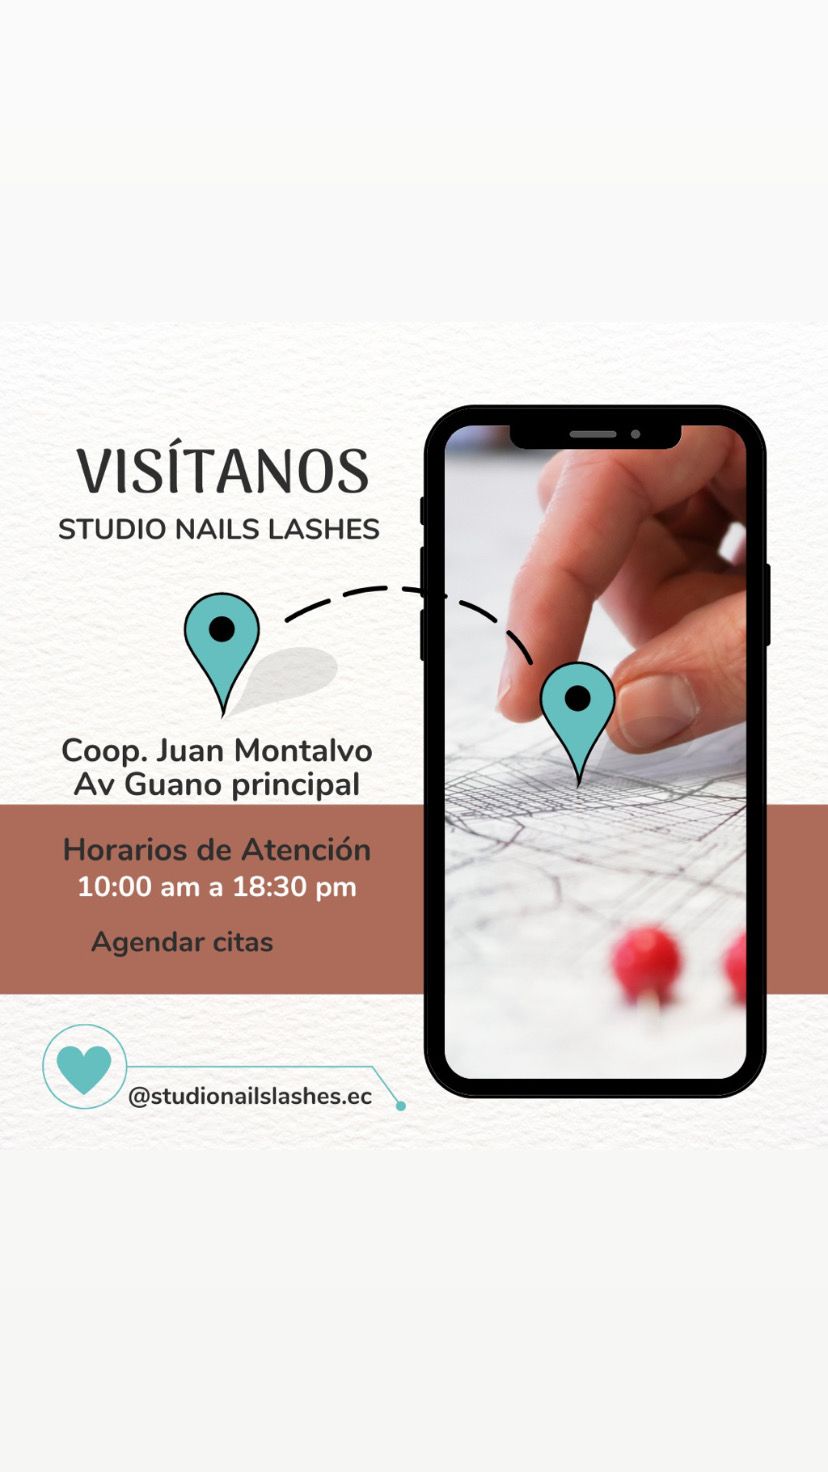 VISÍTANOS
STUDIO NAILS LASHES
Coop. Juan Montalvo
Av Guano principal
Horarios de Atención
10:00 am a 18:30 pm
Agendar citas
@studionailslashes.ec